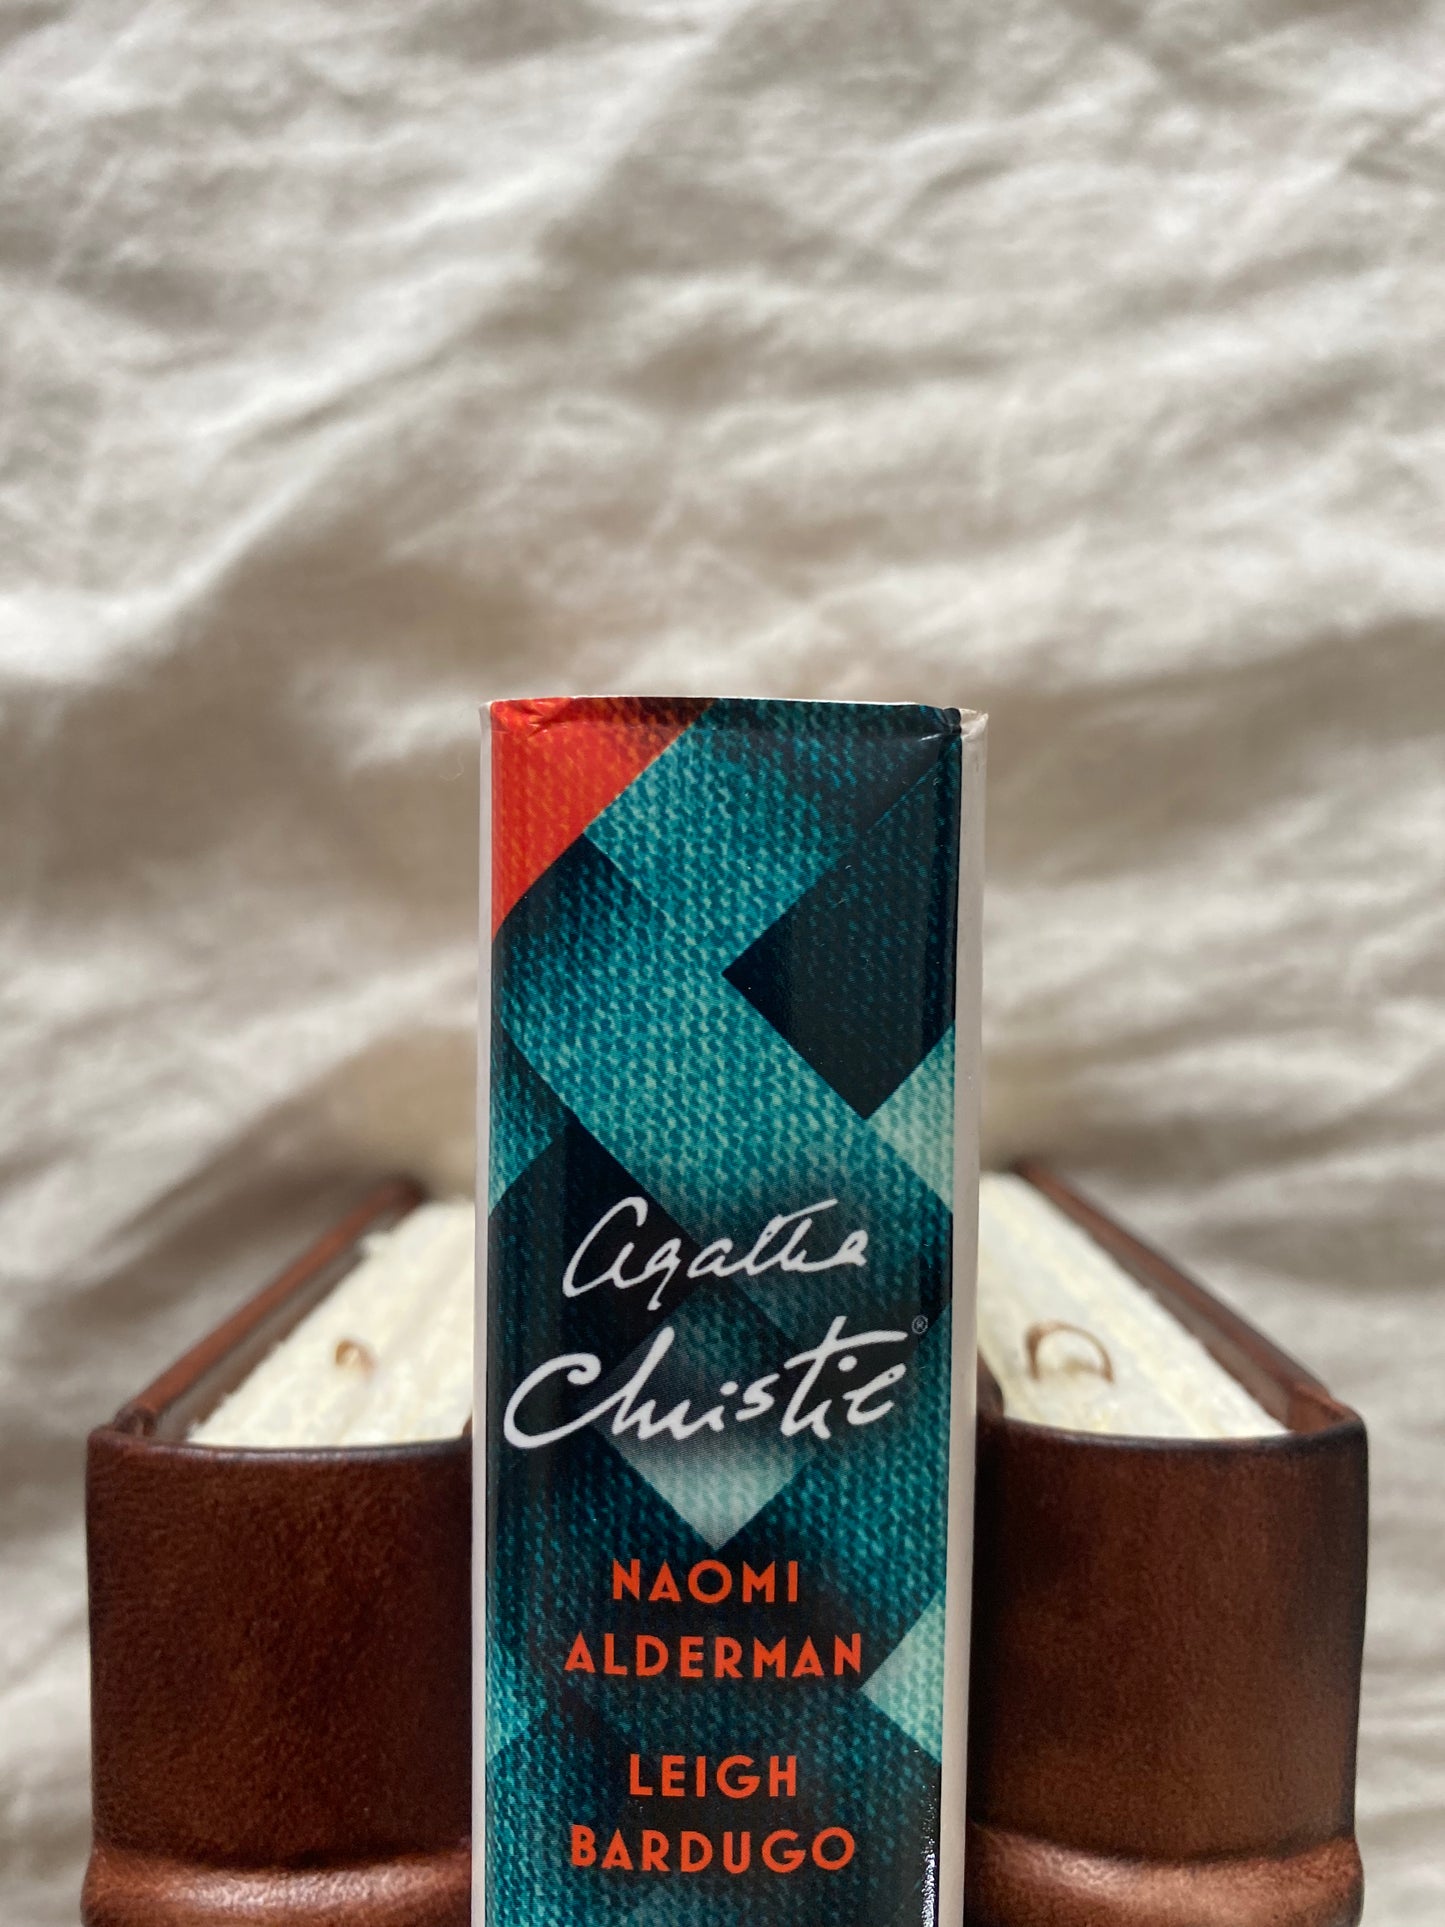 Agatha
Christie®
NAOMI
ALDERMAN
LEIGH
BARDUGO